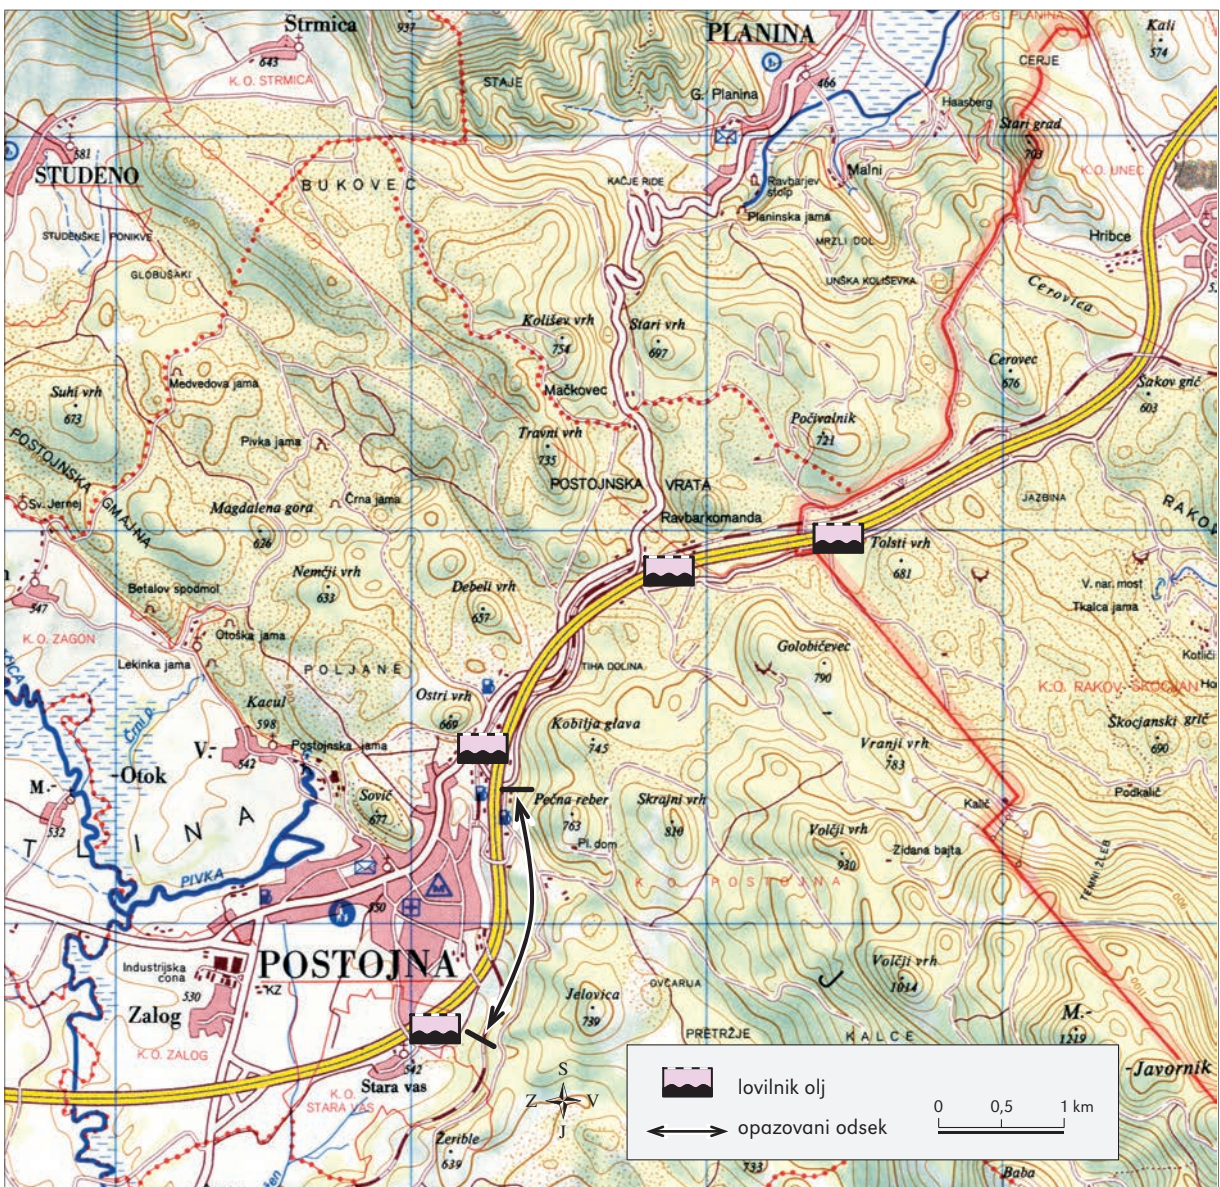 Strmica
643
K. O. STRMICA
937
STAJE
PLANINA
466
G. Planina
K. O. G. PLANINA
CERJE
Kali
574
Haasberg
Stari grad
703
K. O. UNEC
581
STUDENO
BUKOVEC
KAČJE RIDE
Ravbarjev
stolp
Malni
Planinska jama
MRZLI DOL
Hribce
STUDENŠKE PONIKVE
600
GLOBUŠAKI
UNŠKA KOLIŠEVKA
Cerovica
Kolišev vrh
754
Stari vrh
697
Cerovec
676
Šakov grič
603
Suhi vrh
673
Medvedova jama
Mačkovec
Počivalnik
721
Travni vrh
735
Pivka jama
POSTOJNSKA
GMAJNA
POSTOJNSKA VRATA
Sv. Jernej
Magdalena gora
626
Črna jama
JAZBINA
RAKOV
Ravbarkomanda
Tolsti vrh
681
Nemčji vrh
633
Debeli vrh
657
Betalov spodmol
V. nar. most
Tkalca jama
547
K. O. ZAGON
Otoška jama
Lekinka jama
POLJANE
TIHA DOLINA
Golobičevec
790
Kotliči
K.O. RAKOV ŠKOCJAN
Kacul
598
Ostri vrh
669
Kobilja glava
745
Škocjanski grič
690
V.-
542
Postojnska jama
Vranji vrh
783
-Otok
M.-
532
Sovič
677
Pečna reber
763
Skrajni vrh
810
Kalič
Podkalič
Volčji vrh
930
Zidana bajta
Pl. dom
TEMNI ŽLEB
T L I N A
PIVKA
K. O. POSTOJNA
550
POSTOJNA
Industrijska
cona
530
KZ
Zalog
Jelovica
739
OVČARIJA
Volčji vrh
1014
M.-
1219
-Javornik
PRETRŽJE
KALCE
K. O. ZALOG
542
Stara vas
K. O.
STARA VAS
Žerible
639
S
Z V
J
lovilnik olj
opazovani odsek
0 0,5 1 km
733
Baba